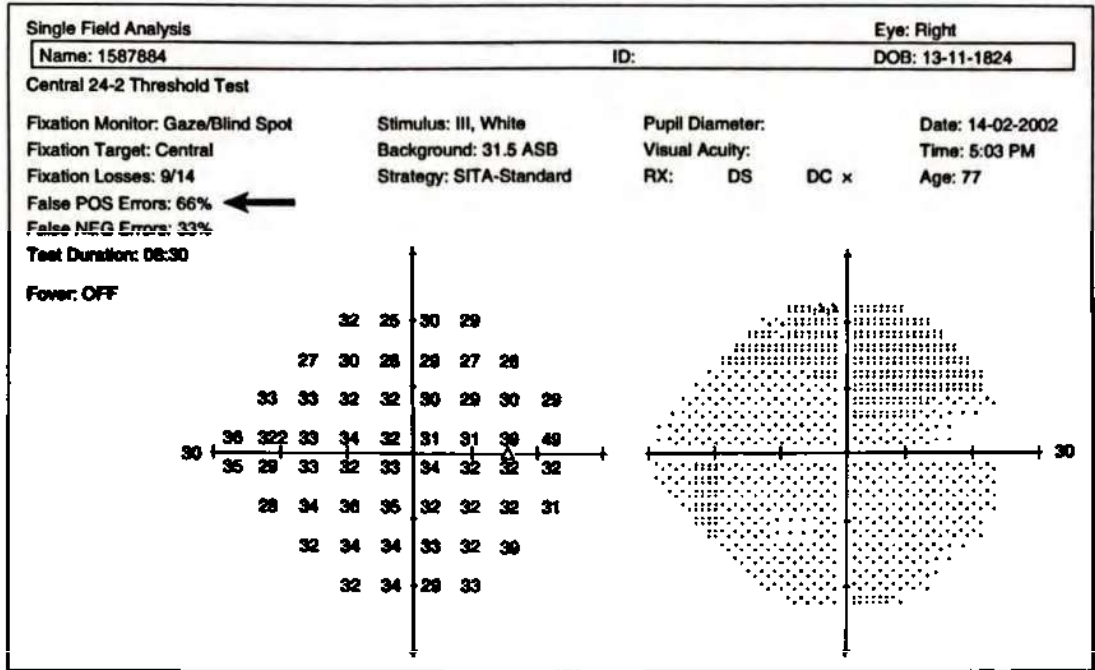 Single Field Analysis Eye: Right
Name: 1587884 ID: DOB: 13-11-1824
Central 24-2 Threshold Test
Fixation Monitor: Gaze/Blind Spot Stimulus: III, White Pupil Diameter: Date: 14-02-2002
Fixation Target: Central Background: 31.5 ASB Visual Acuity: Time: 5:03 PM
Fixation Losses: 9/14 Strategy: SITA-Standard RX: DS DC × Age: 77
False POS Errors: 66%
False NEG Errors: 33%
Test Duration: 06:30
Fover: OFF
32 25 30 29
27 30 28 29 27 28
33 33 32 32 30 29 30 29
36 322 33 34 32 31 31 39 49
30 30
35 29 33 32 33 34 32 32 32
28 34 36 35 32 32 32 31
32 34 34 33 32 39
32 34 29 33